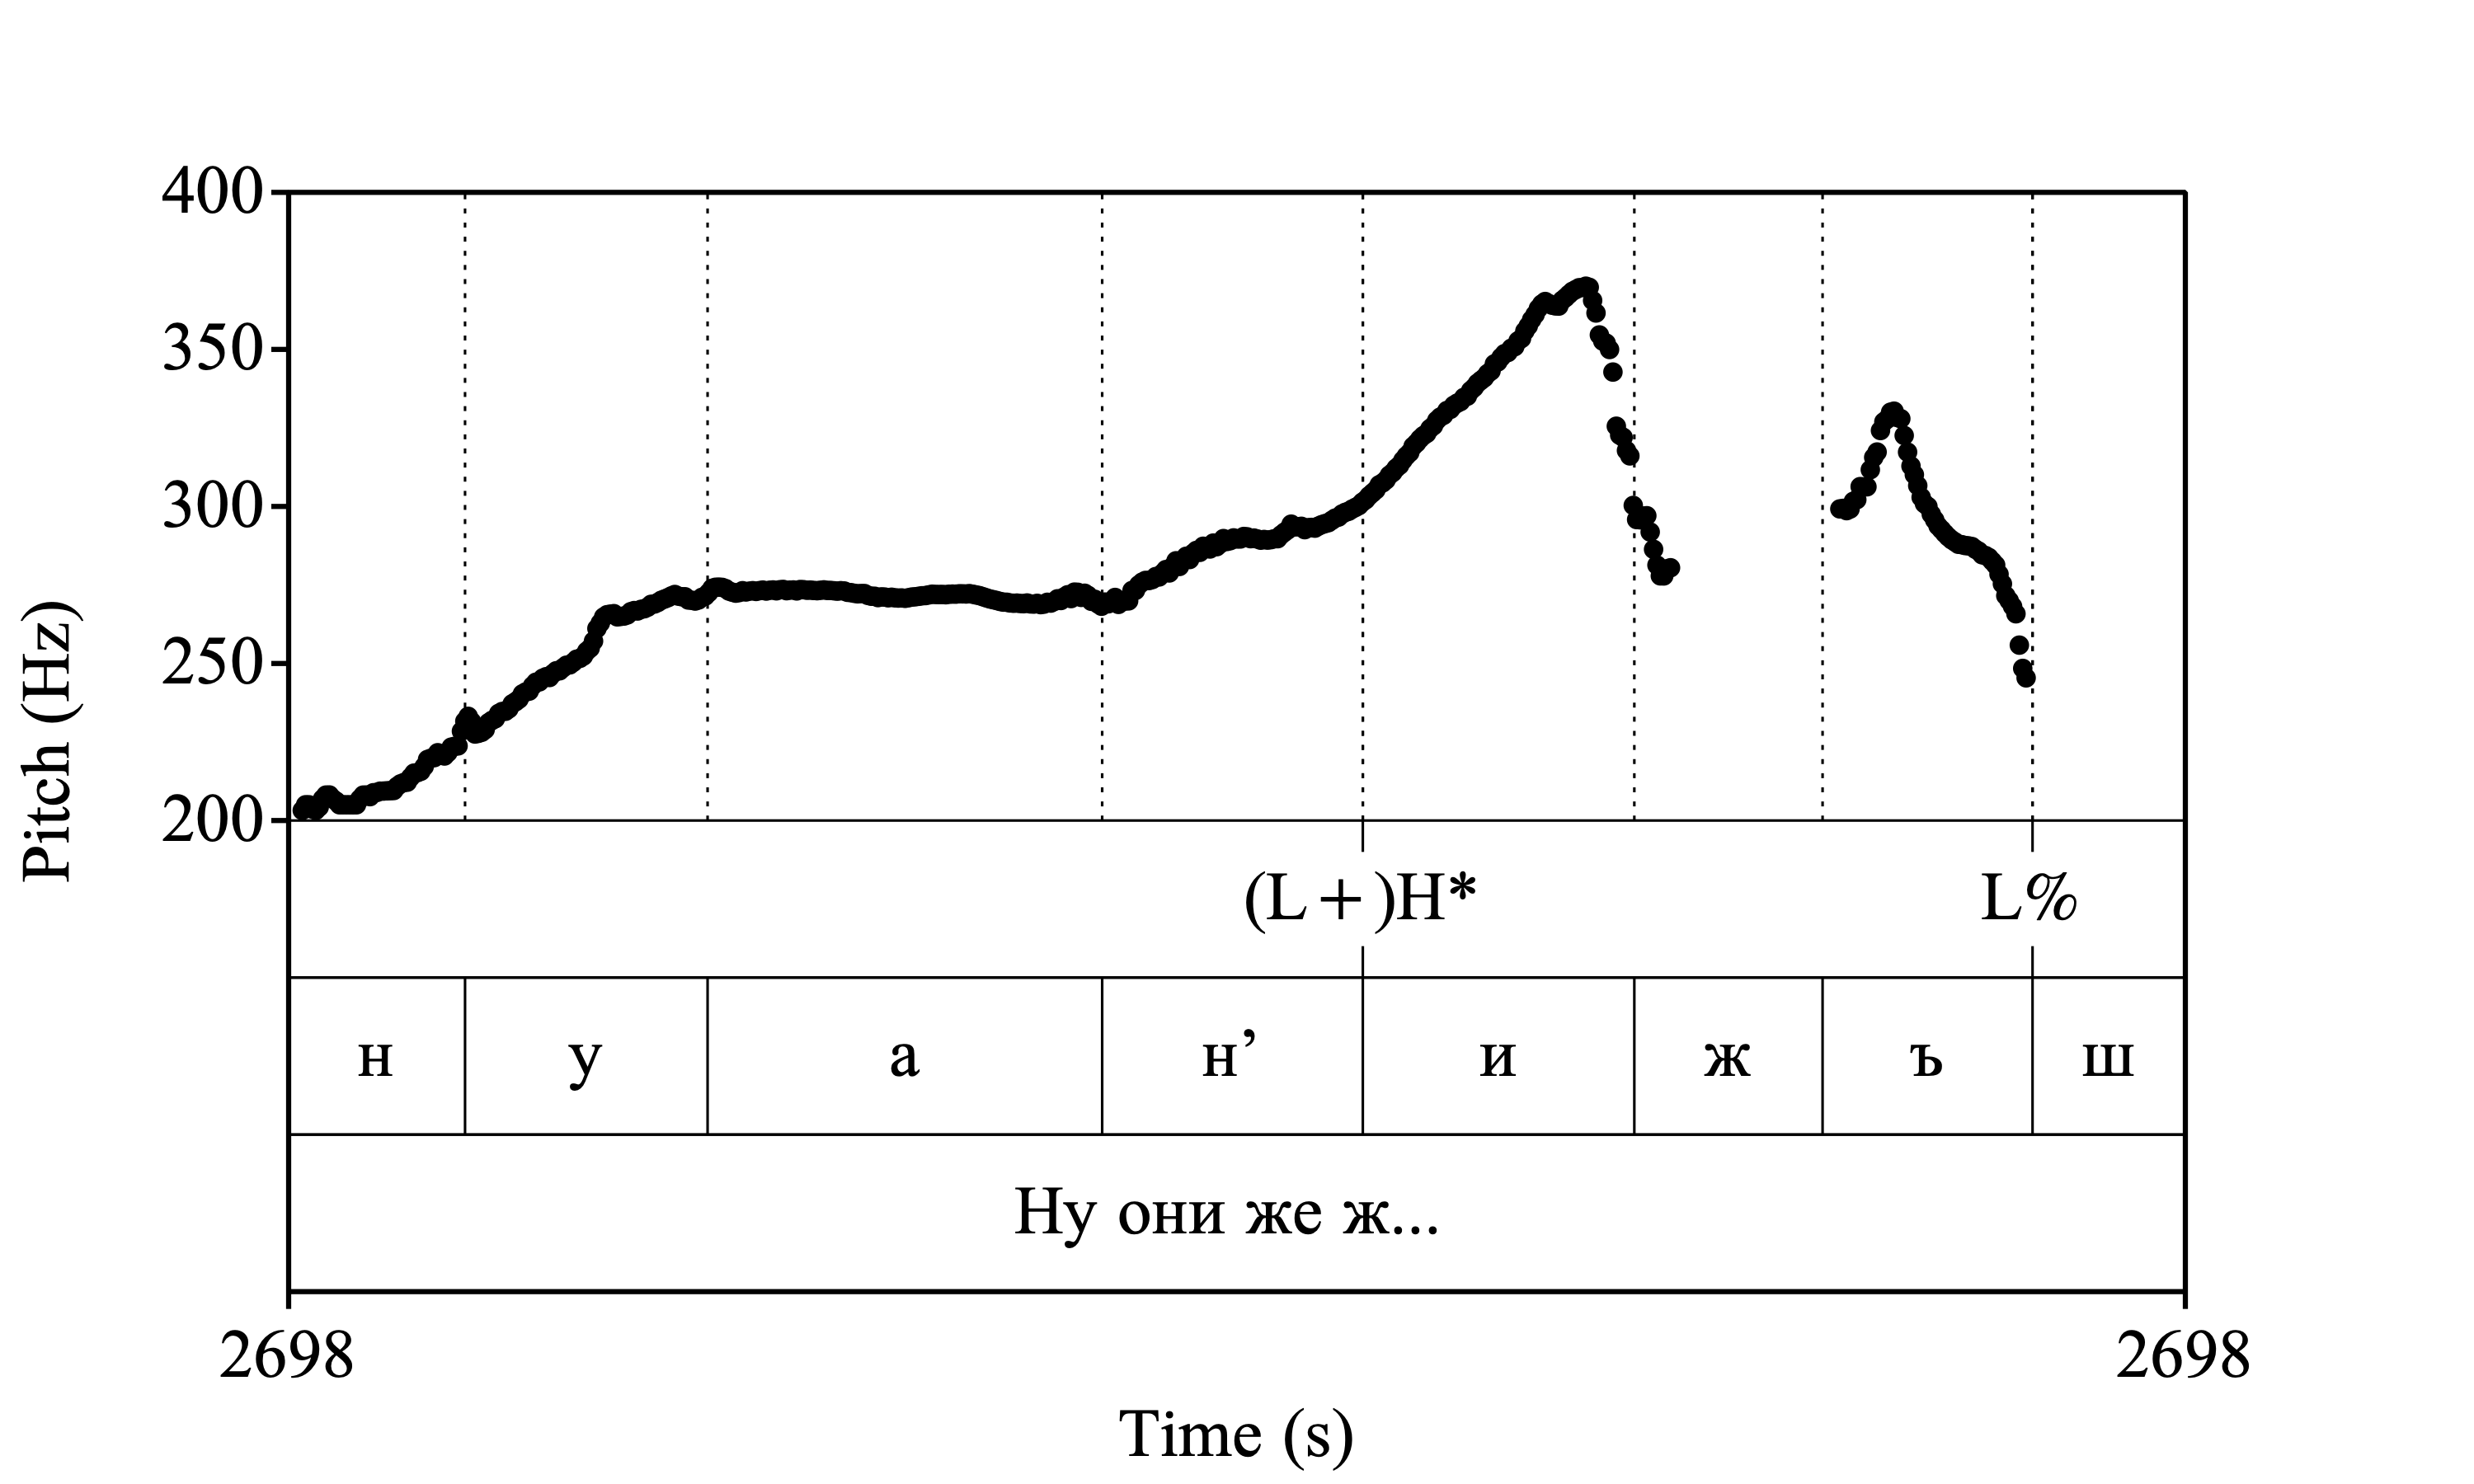 400
350
300
250
200
Pitch (Hz)
(L + )H* L%
н у а н’ и ж ъ ш
Ну они же ж...
2698 2698
Time (s)